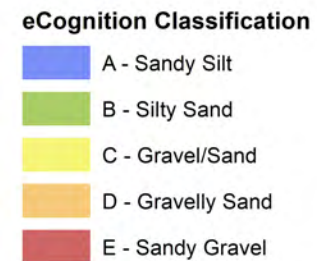 eCognition Classification
A - Sandy Silt
B - Silty Sand
C - Gravel/Sand
D - Gravelly Sand
E - Sandy Gravel